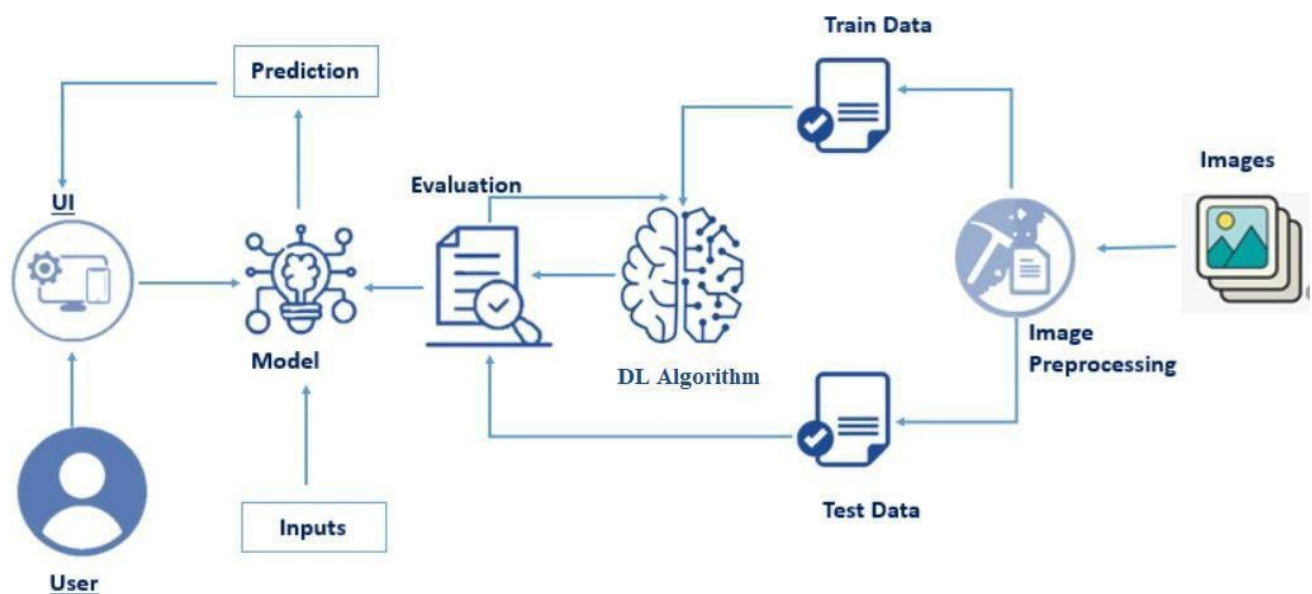 Train Data
Prediction
Images
Evaluation
UI
Image
Preprocessing
Model
DL Algorithm
Test Data
Inputs
User